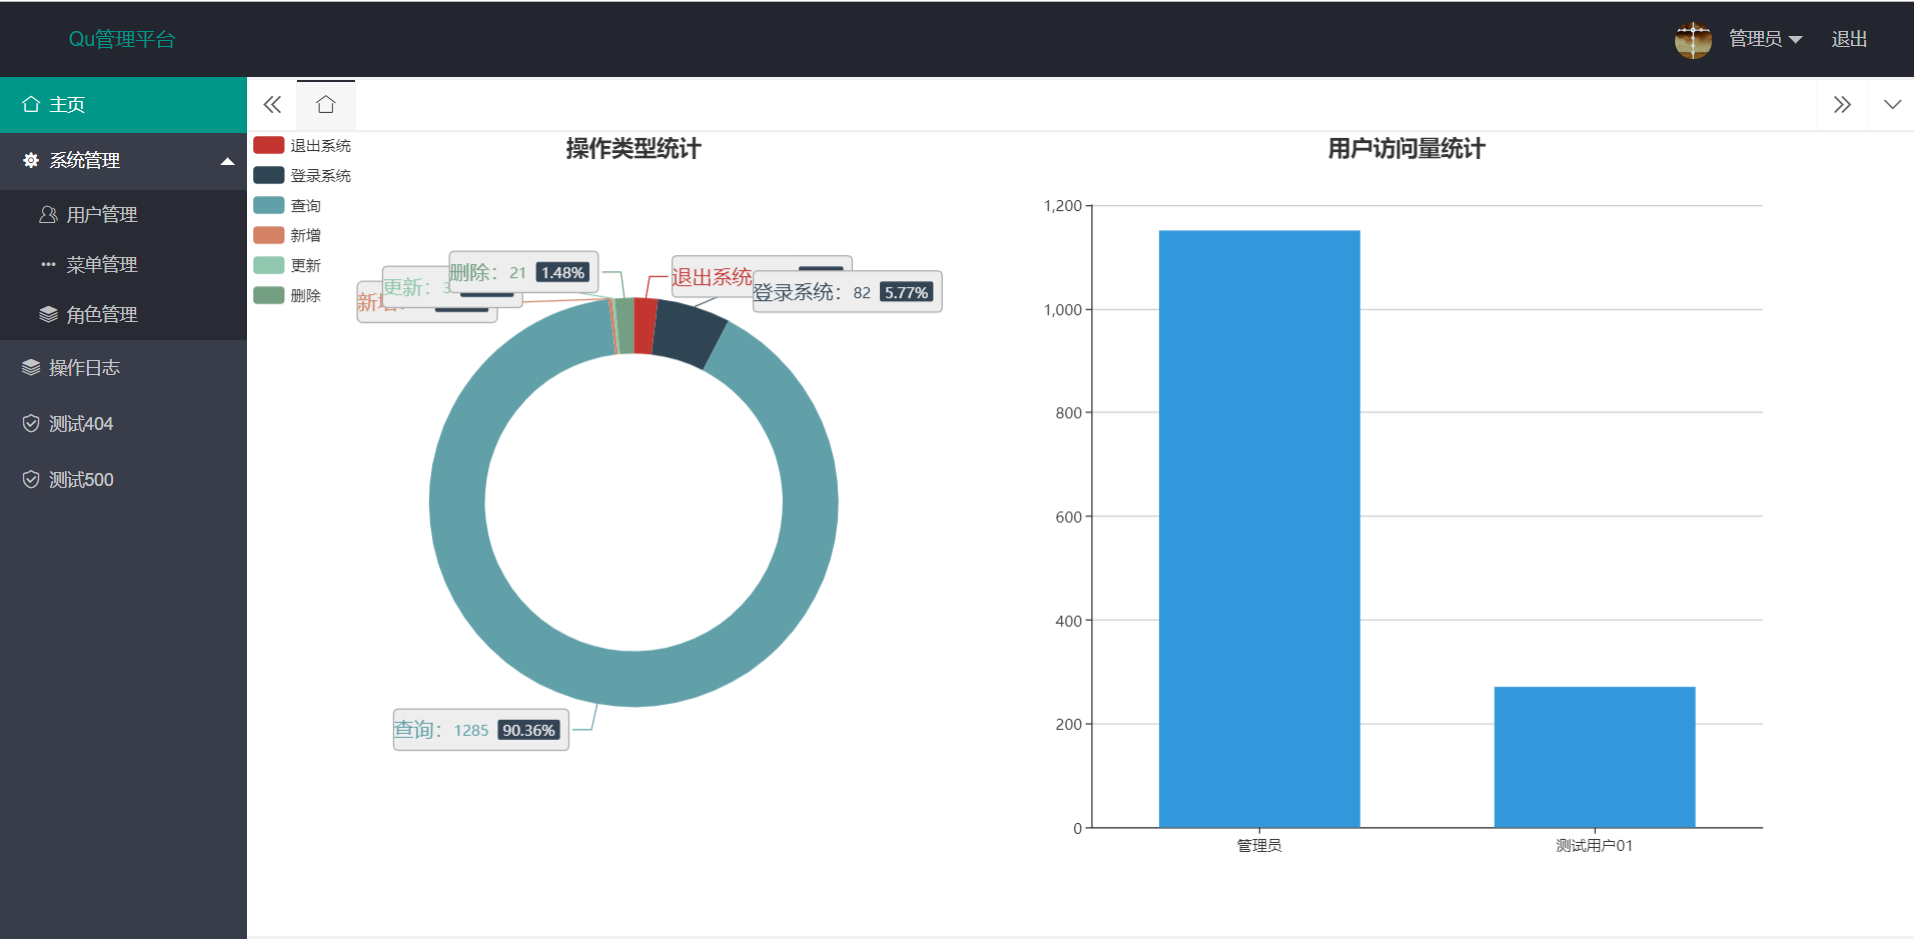 Qu管理平台
管理员
退出
主页
系统管理
用户管理
菜单管理
角色管理
操作日志
测试404
测试500
退出系统
登录系统
查询
新增
更新
删除
操作类型统计
删除：21 1.48%
更新：
退出系统
登录系统：82 5.77%
查询：1285 90.36%
用户访问量统计
1,200
1,000
800
600
400
200
0
管理员
测试用户01